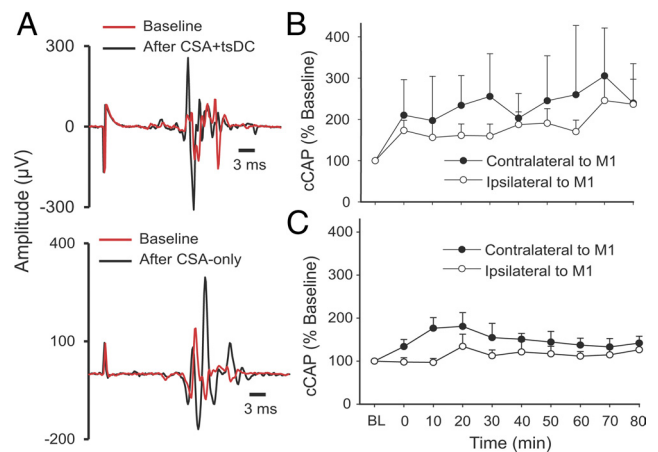 A
Baseline
After CSA+tsDC
300
0
-300
3 ms
Amplitude (µV)
Baseline
After CSA-only
400
100
-200
3 ms
B
cCAP (% Baseline)
400
300
200
100
0
Contralateral to M1
Ipsilateral to M1
C
cCAP (% Baseline)
400
300
200
100
0
Contralateral to M1
Ipsilateral to M1
BL 0 10 20 30 40 50 60 70 80
Time (min)